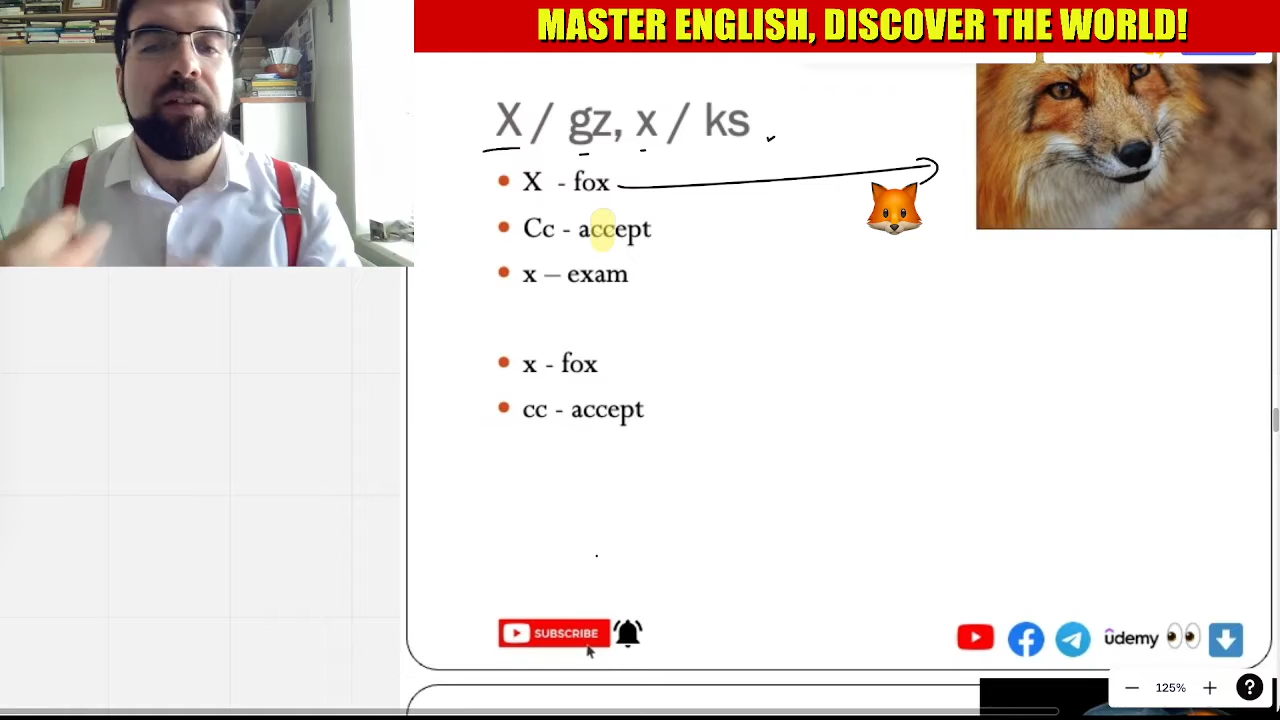 MASTER ENGLISH, DISCOVER THE WORLD!
X / gz, x / ks
X - fox
Cc - accept
x – exam
x - fox
cc - accept
SUBSCRIBE
ûdemy
125%
?